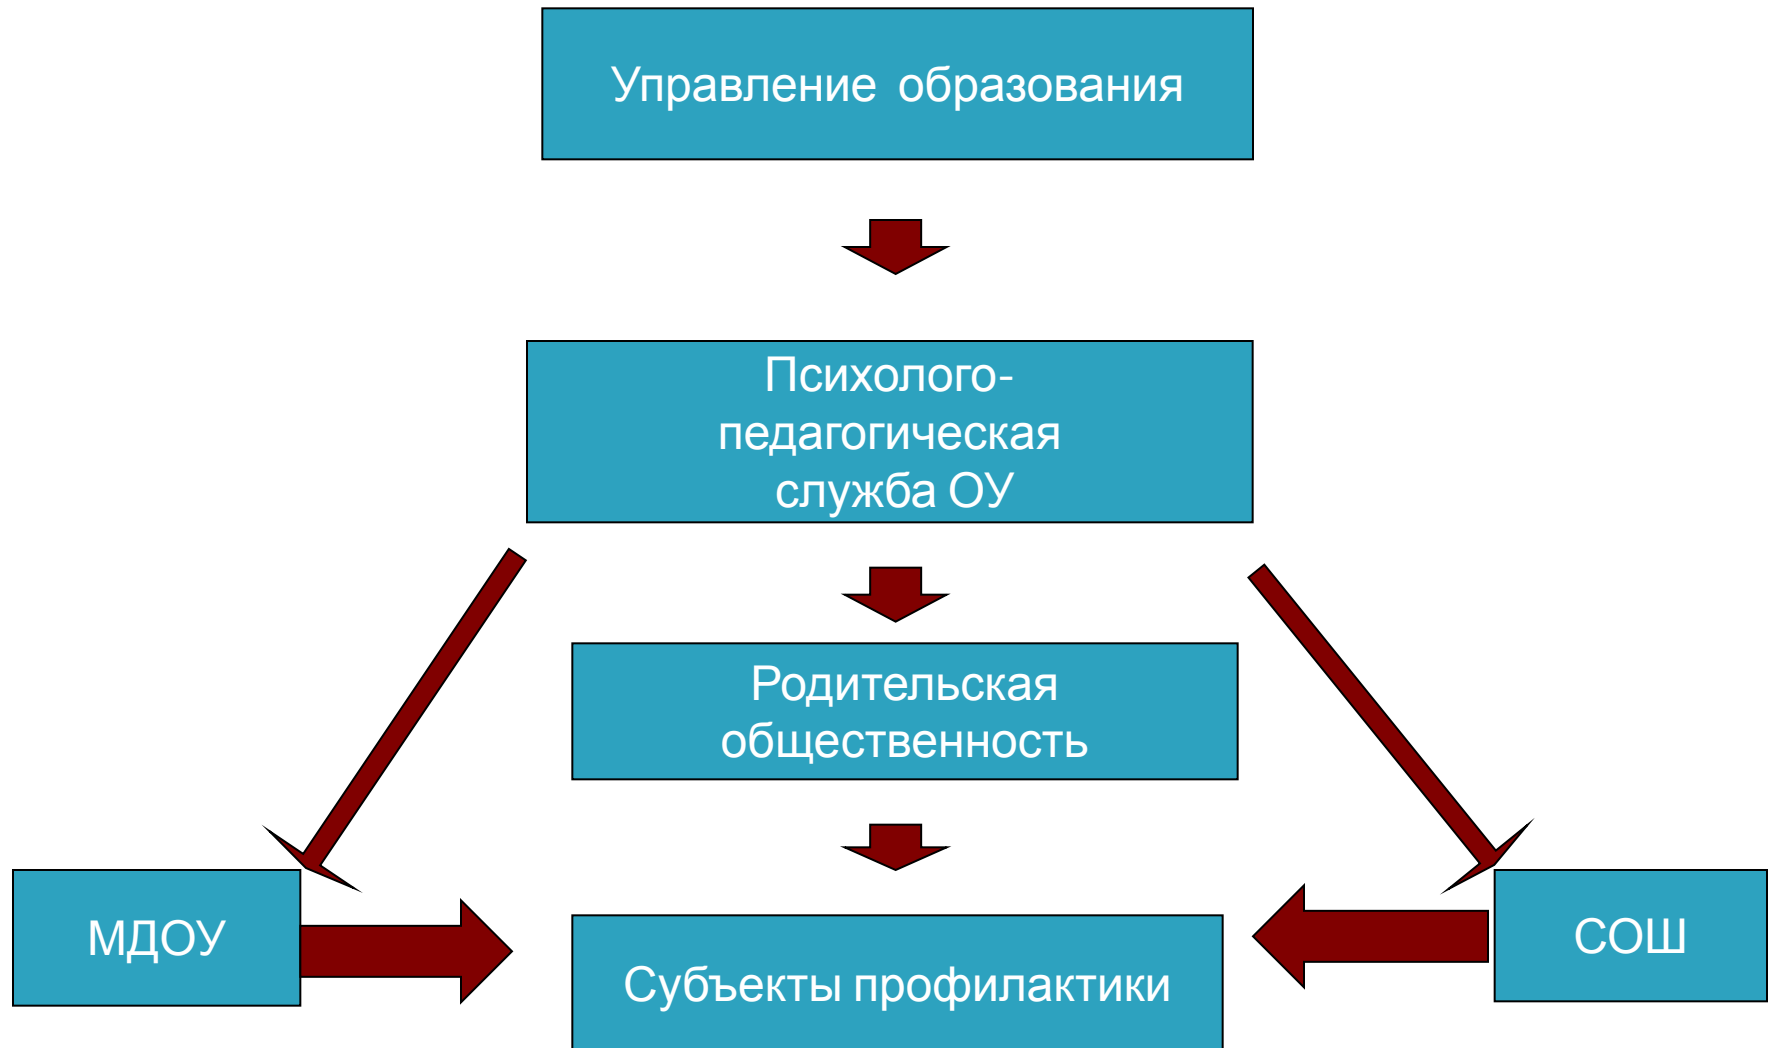 Управление образования
Психолого-
педагогическая
служба ОУ
Родительская
общественность
МДОУ
СОШ
Субъекты профилактики